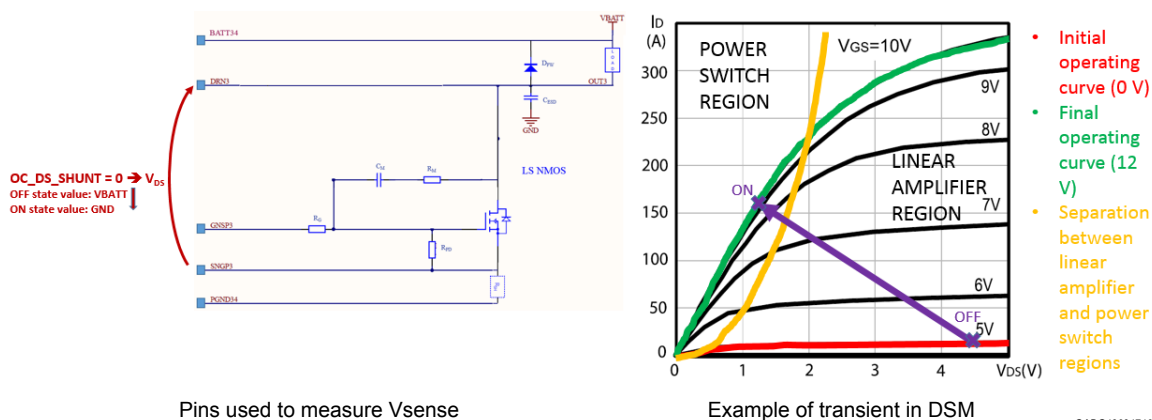 VBATT
BATT34
LOAD
D
DRN3
OUT3
GND
OC_DS_SHUNT = 0 → VDS
OFF state value: VBATT
ON state value: GND
LS NMOS
CM
RM
GNSP3
RG
RPD
SNGP3
PGND34
Pins used to measure Vsense
ID
(A)
POWER
SWITCH
REGION
VGS=10V
9V
8V
LINEAR
AMPLIFIER
REGION
7V
6V
5V
ON
OFF
300
250
200
150
100
50
0
0
1
2
3
4
VDS(V)
• Initial
operating
curve (0 V)
• Final
operating
curve (12
V)
• Separation
between
linear
amplifier
and power
switch
regions
Example of transient in DSM